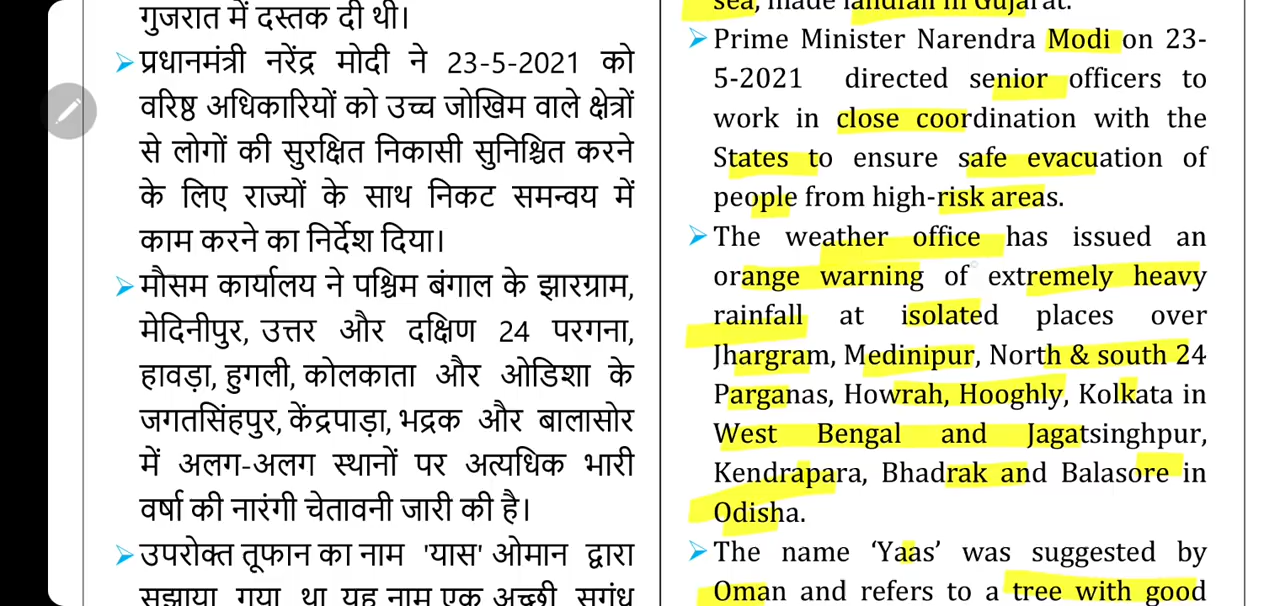 गुजरात में दस्तक दी थी।
➢प्रधानमंत्री नरेंद्र मोदी ने 23-5-2021 को
वरिष्ठ अधिकारियों को उच्च जोखिम वाले क्षेत्रों
से लोगों की सुरक्षित निकासी सुनिश्चित करने
के लिए राज्यों के साथ निकट समन्वय में
काम करने का निर्देश दिया।
➢मौसम कार्यालय ने पश्चिम बंगाल के झारग्राम,
मेदिनीपुर, उत्तर और दक्षिण 24 परगना,
हावड़ा, हुगली, कोलकाता और ओडिशा के
जगतसिंहपुर, केंद्रपाड़ा, भद्रक और बालासोर
में अलग-अलग स्थानों पर अत्यधिक भारी
वर्षा की नारंगी चेतावनी जारी की है।
➢उपरोक्त तूफान का नाम 'यास' ओमान द्वारा
सुझाया गया था यह नाम एक अच्छी सुगंध
sea, made landfall in Gujarat.
➢Prime Minister Narendra Modi on 23-
5-2021 directed senior officers to
work in close coordination with the
States to ensure safe evacuation of
people from high-risk areas.
➢The weather office has issued an
orange warning of extremely heavy
rainfall at isolated places over
Jhargram, Medinipur, North & south 24
Parganas, Howrah, Hooghly, Kolkata in
West Bengal and Jagatsinghpur,
Kendrapara, Bhadrak and Balasore in
Odisha.
➢The name ‘Yaas’ was suggested by
Oman and refers to a tree with good